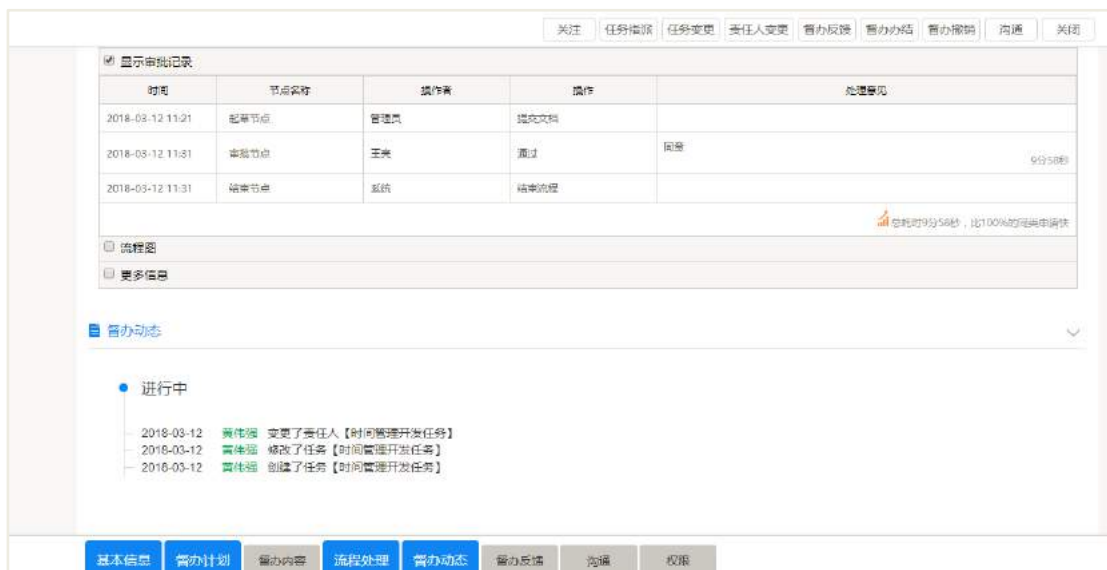 关注 任务指派 任务变更 责任人变更 督办反馈 督办办结 督办撤销 沟通 关闭
显示审批记录
时间 节点名称 操作者 操作 处理意见
2018-03-12 11:21 起草节点 管理员 提交文档
2018-03-12 11:31 审批节点 王亮 通过 同意
9分58秒
2018-03-12 11:31 结束节点 系统 结束流程
总耗时9分58秒，比100%的同类申请快
流程图
更多信息
督办动态
进行中
2018-03-12 黄伟强 变更了责任人【时间管理开发任务】
2018-03-12 黄伟强 修改了任务【时间管理开发任务】
2018-03-12 黄伟强 创建了任务【时间管理开发任务】
基本信息 督办计划 督办内容 流程处理 督办动态 督办反馈 沟通 权限